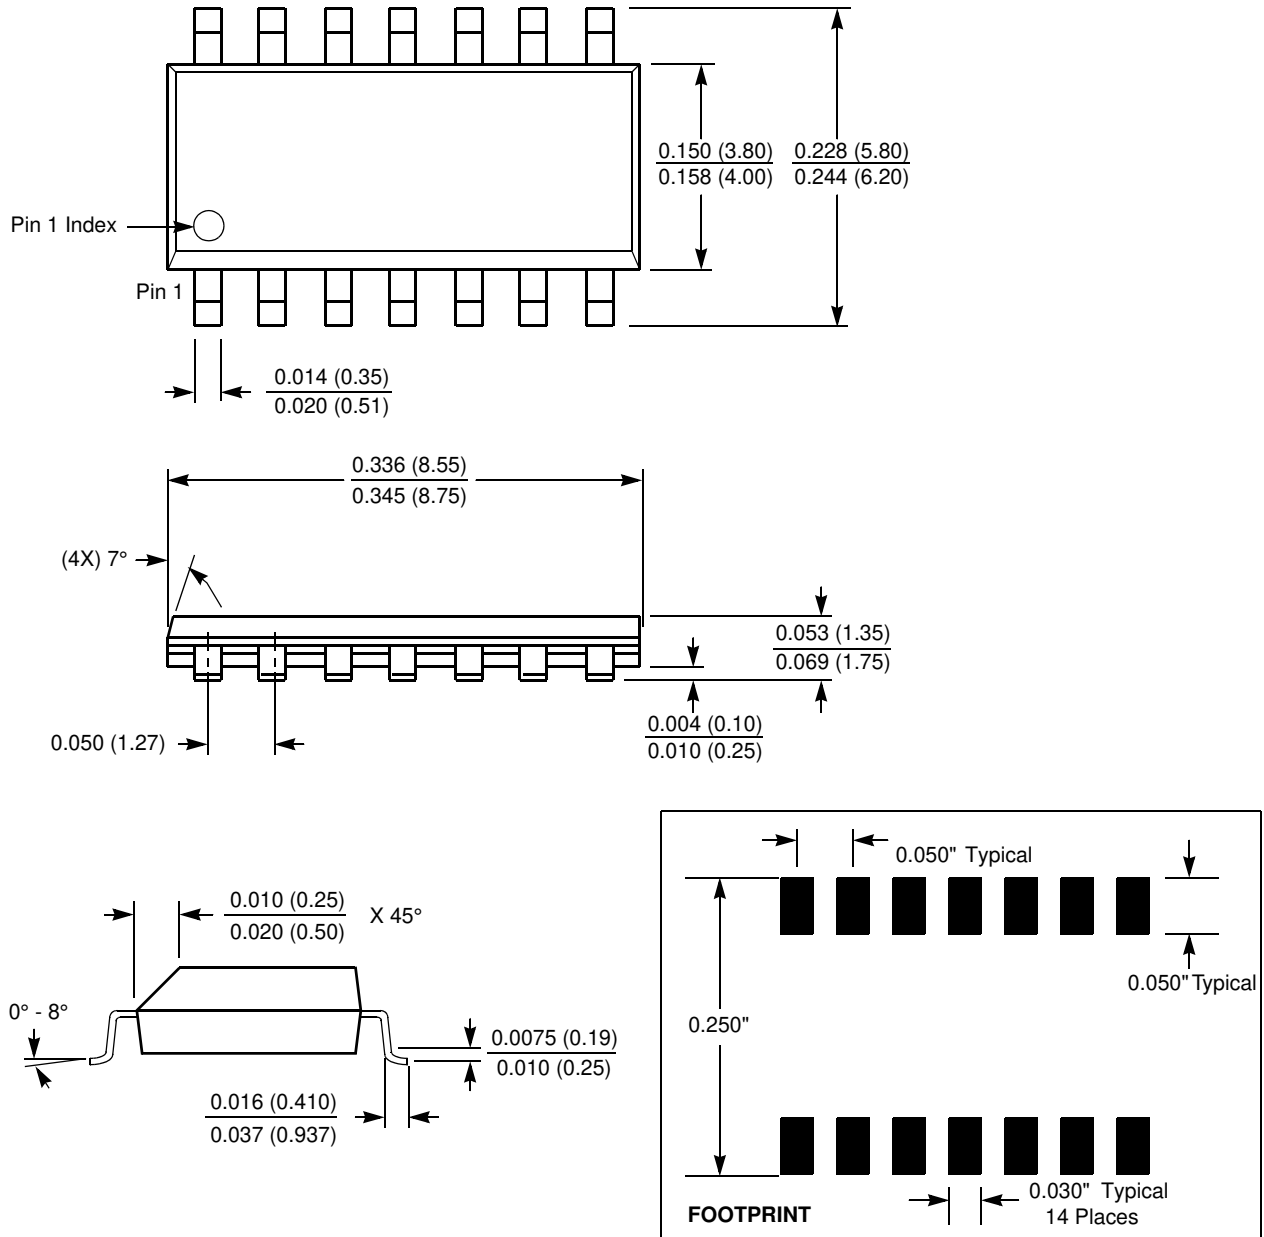 0.150 (3.80)
0.158 (4.00)
0.228 (5.80)
0.244 (6.20)
Pin 1 Index
Pin 1
0.014 (0.35)
0.020 (0.51)
0.336 (8.55)
0.345 (8.75)
(4X) 7°
0.053 (1.35)
0.069 (1.75)
0.004 (0.10)
0.010 (0.25)
0.050 (1.27)
0.010 (0.25)
0.020 (0.50)
X 45°
0° - 8°
0.0075 (0.19)
0.010 (0.25)
0.016 (0.410)
0.037 (0.937)
0.050" Typical
0.050" Typical
0.250"
0.030" Typical
14 Places
FOOTPRINT